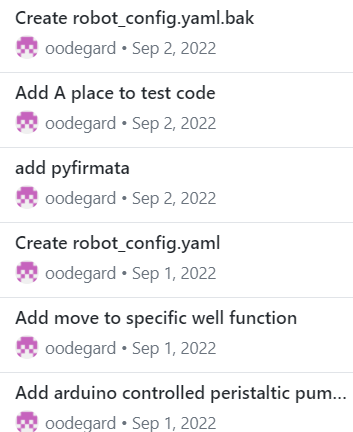 Create robot_config.yaml.bak
oodegard • Sep 2, 2022
Add A place to test code
oodegard • Sep 2, 2022
add pyfirmata
oodegard • Sep 2, 2022
Create robot_config.yaml
oodegard • Sep 1, 2022
Add move to specific well function
oodegard • Sep 1, 2022
Add arduino controlled peristaltic pum...
oodegard • Sep 1, 2022